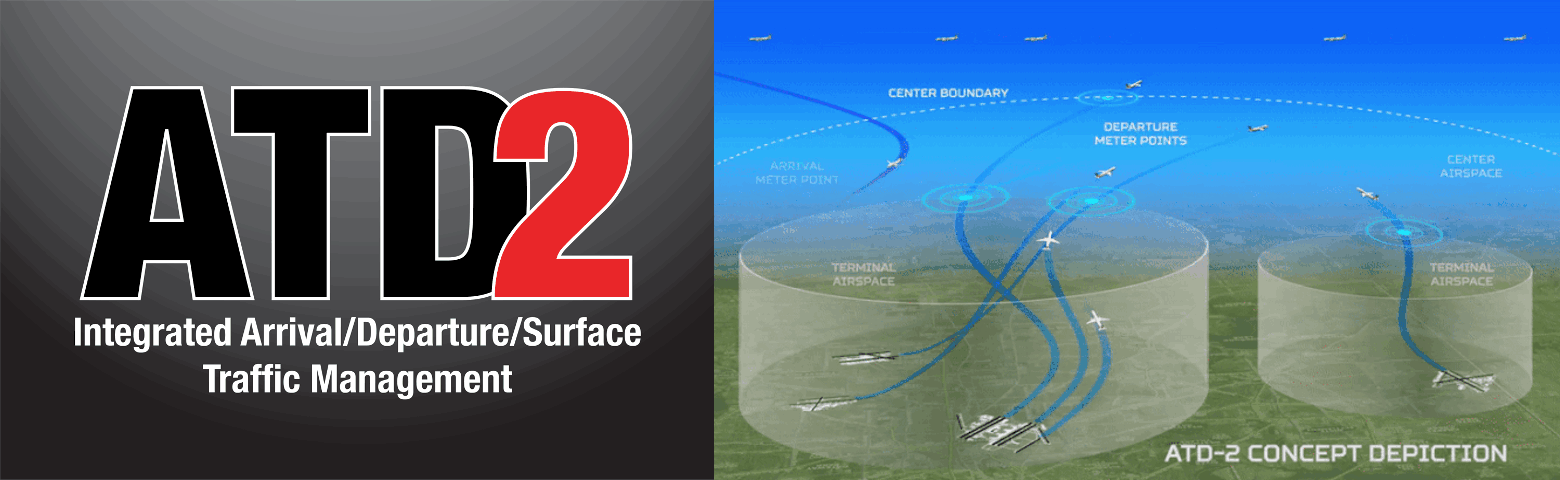 ATD2
Integrated Arrival/Departure/Surface
Traffic Management
CENTER BOUNDARY
DEPARTURE
METER POINTS
ARRIVAL
METER POINT
CENTER
AIRSPACE
TERMINAL
AIRSPACE
TERMINAL
AIRSPACE
ATD-2 CONCEPT DEPICTION